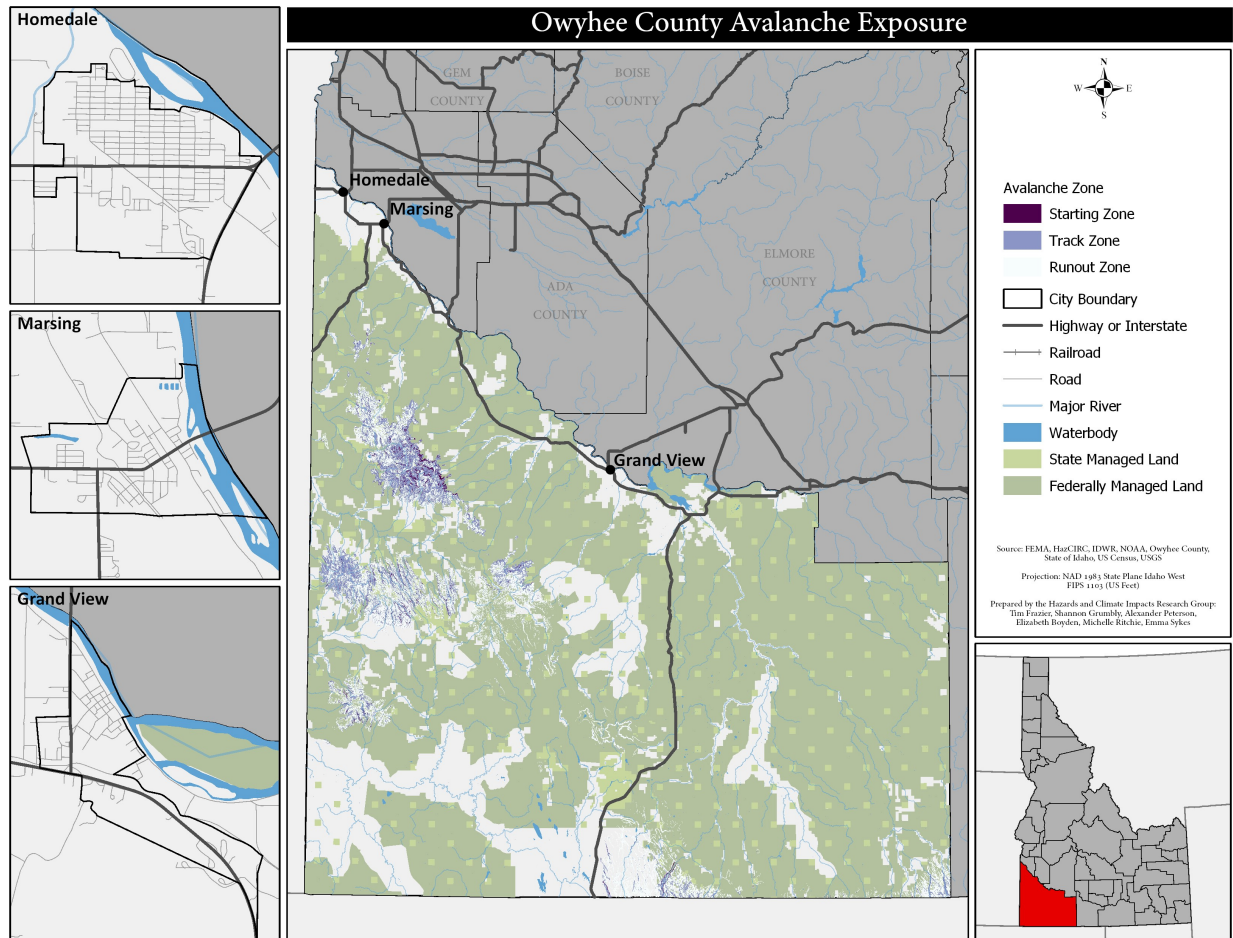 Owyhee County Avalanche Exposure
Homedale
Marsing
Grand View
GEM
COUNTY
BOISE
COUNTY
Homedale
Marsing
ADA
COUNTY
ELMORE
COUNTY
Grand View
N
W
E
S
Avalanche Zone
Starting Zone
Track Zone
Runout Zone
City Boundary
Highway or Interstate
Railroad
Road
Major River
Waterbody
State Managed Land
Federally Managed Land
Source: FEMA, HazCIRC, IDWR, NOAA, Owyhee County,
State of Idaho, US Census, USGS
Projection: NAD 1983 State Plane Idaho West
FIPS 1103 (US Feet)
Prepared by the Hazards and Climate Impacts Research Group:
Tim Frazier, Shannon Grumbly, Alexander Peterson,
Elizabeth Boyden, Michelle Ritchie, Emma Sykes